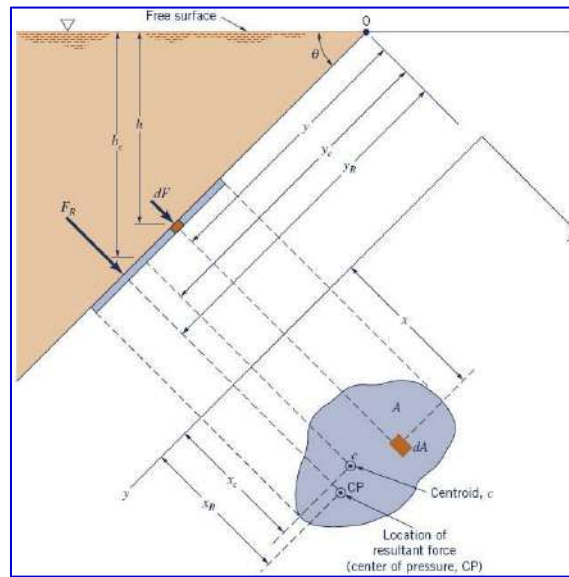 Free surface
O
θ
h
h_c
y
y_c
y_R
dF
F_R
x
A
dA
c
CP
Centroid, c
x_c
x_R
y
Location of
resultant force
(center of pressure, CP)